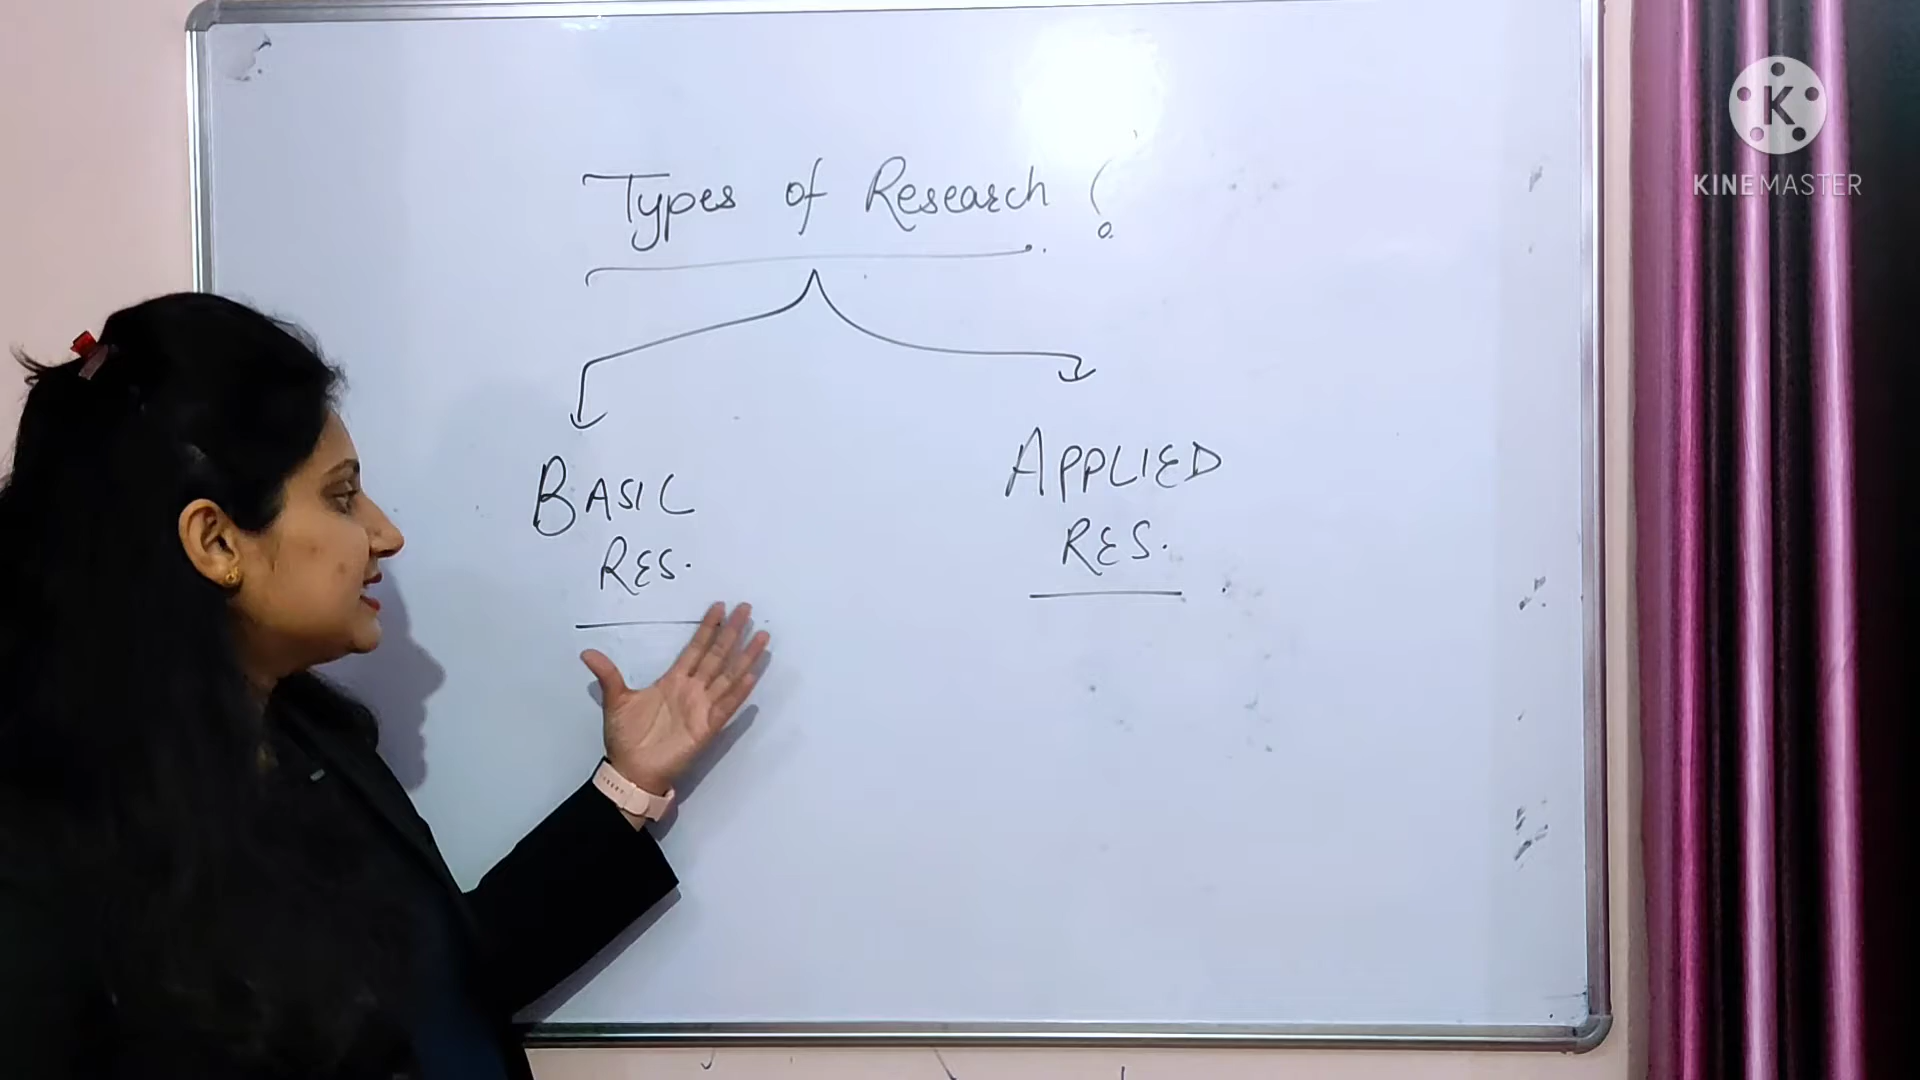 Types of Research ?
BASIC
RES.
APPLIED
RES.
K
KINEMASTER